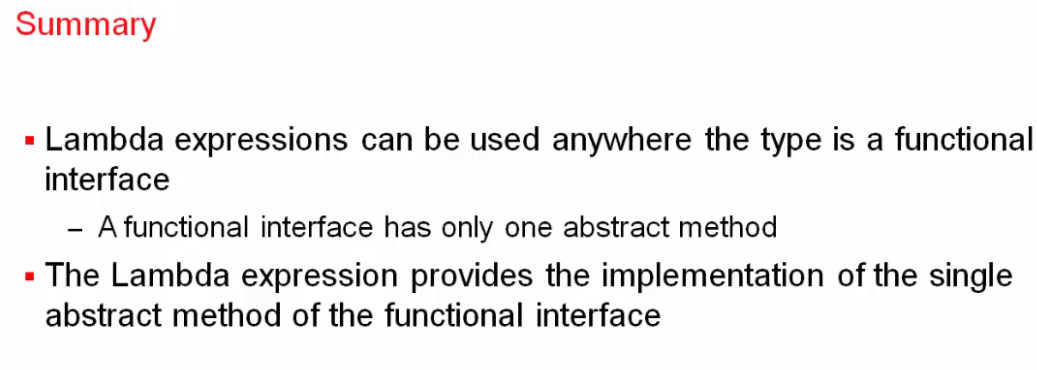 Summary
▪ Lambda expressions can be used anywhere the type is a functional
interface
– A functional interface has only one abstract method
▪ The Lambda expression provides the implementation of the single
abstract method of the functional interface